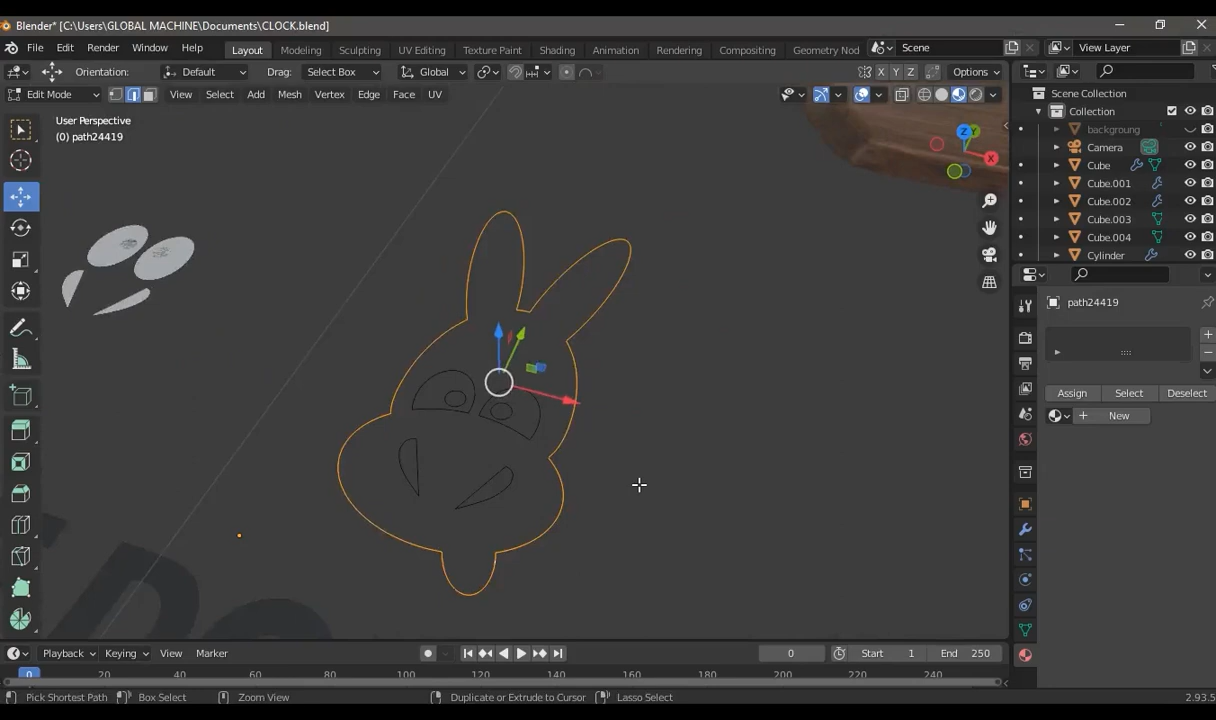 Blender* [C:\Users\GLOBAL MACHINE\Documents\CLOCK.blend]
File Edit Render Window Help Layout Modeling Sculpting UV Editing Texture Paint Shading Animation Rendering Compositing Geometry Nod Scene View Layer
Orientation: Default Drag: Select Box Global X Y Z Options
Edit Mode View Select Add Mesh Vertex Edge Face UV Scene Collection
User Perspective Collection
(0) path24419 backgroung
Z Y X
Camera
Cube
Cube.001
Cube.002
Cube.003
Cube.004
Cylinder
path24419
Assign Select Deselect
New
Playback Keying View Marker 0 Start 1 End 250
0 20 40 60 80 100 120 140 160 180 200 220 240
Pick Shortest Path Box Select Zoom View Duplicate or Extrude to Cursor Lasso Select 2.93.5